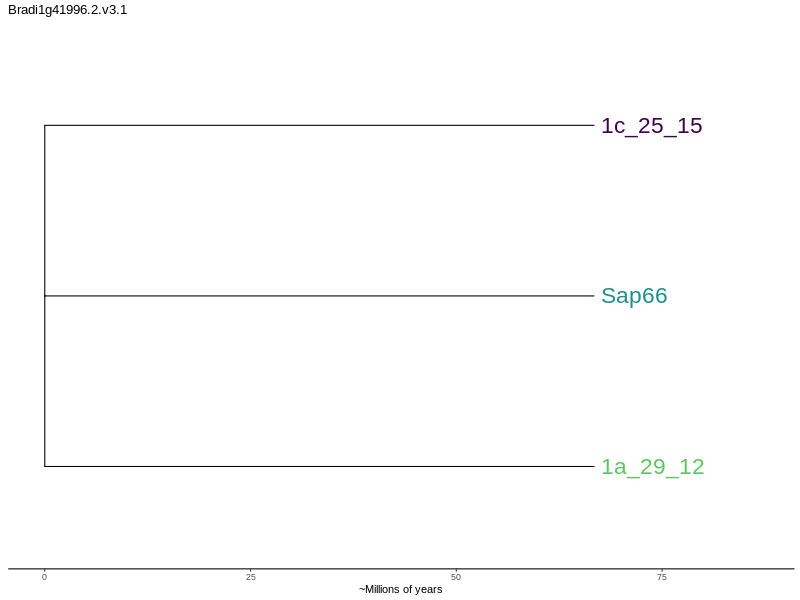 Bradi1g41996.2.v3.1
1c_25_15
Sap66
1a_29_12
0 25 50 75
~Millions of years